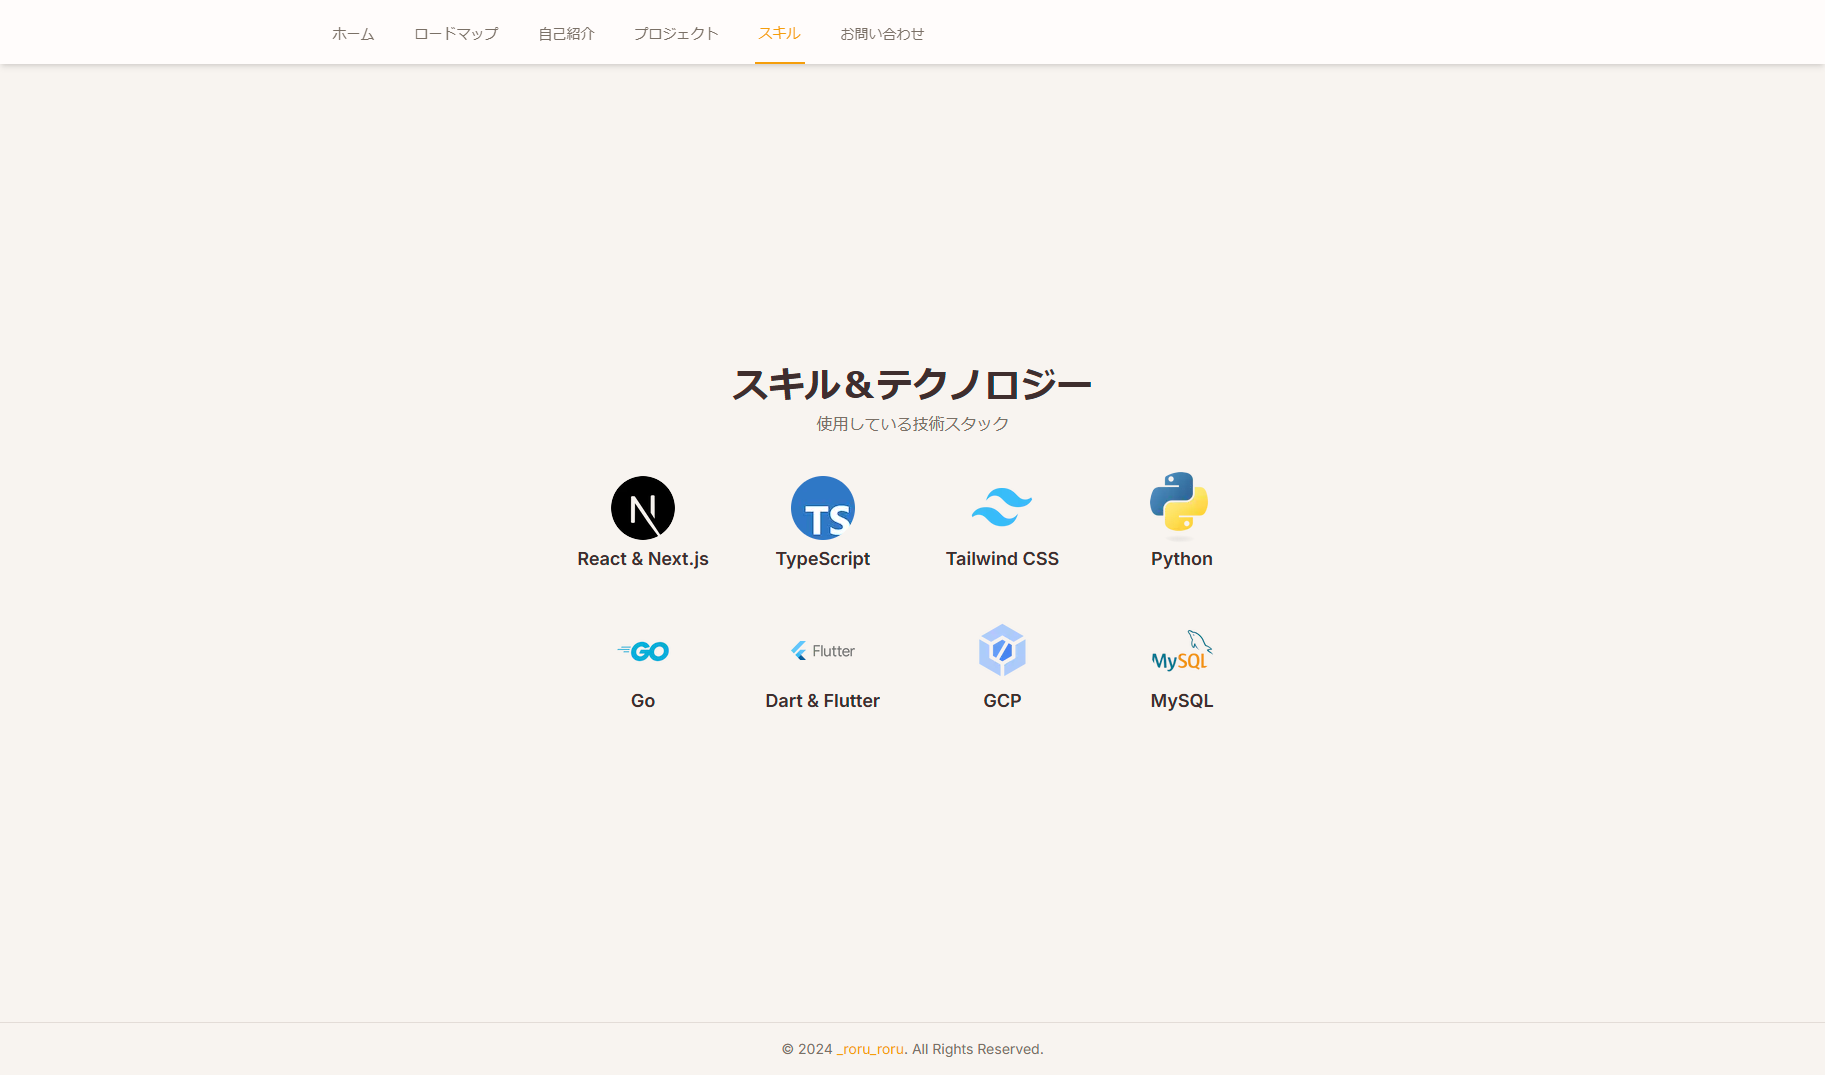 ホーム ロードマップ 自己紹介 プロジェクト スキル お問い合わせ
スキル＆テクノロジー
使用している技術スタック
N TS
React & Next.js TypeScript Tailwind CSS Python
GO Flutter MySQL
Go Dart & Flutter GCP MySQL
© 2024 _roru_roru. All Rights Reserved.